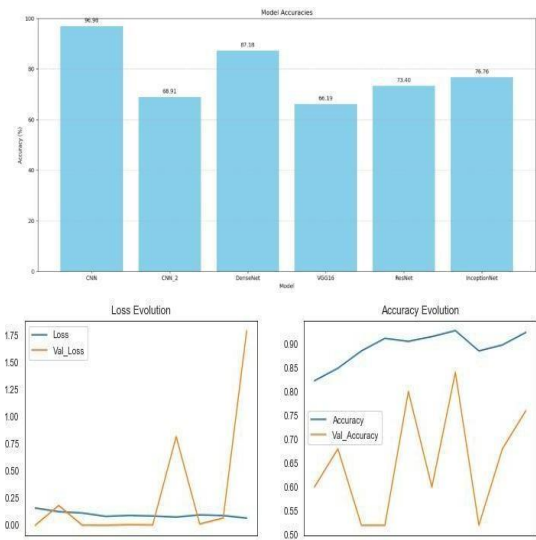 Model Accuracies
100
80
60
40
20
0
Accuracy (%)
96.98
68.91
87.18
66.19
73.40
76.76
CNN
CNN_2
DenseNet
VGG16
ResNet
InceptionNet
Model
Loss Evolution
Loss
Val_Loss
1.75
1.50
1.25
1.00
0.75
0.50
0.25
0.00
Accuracy Evolution
Accuracy
Val_Accuracy
0.90
0.85
0.80
0.75
0.70
0.65
0.60
0.55
0.50